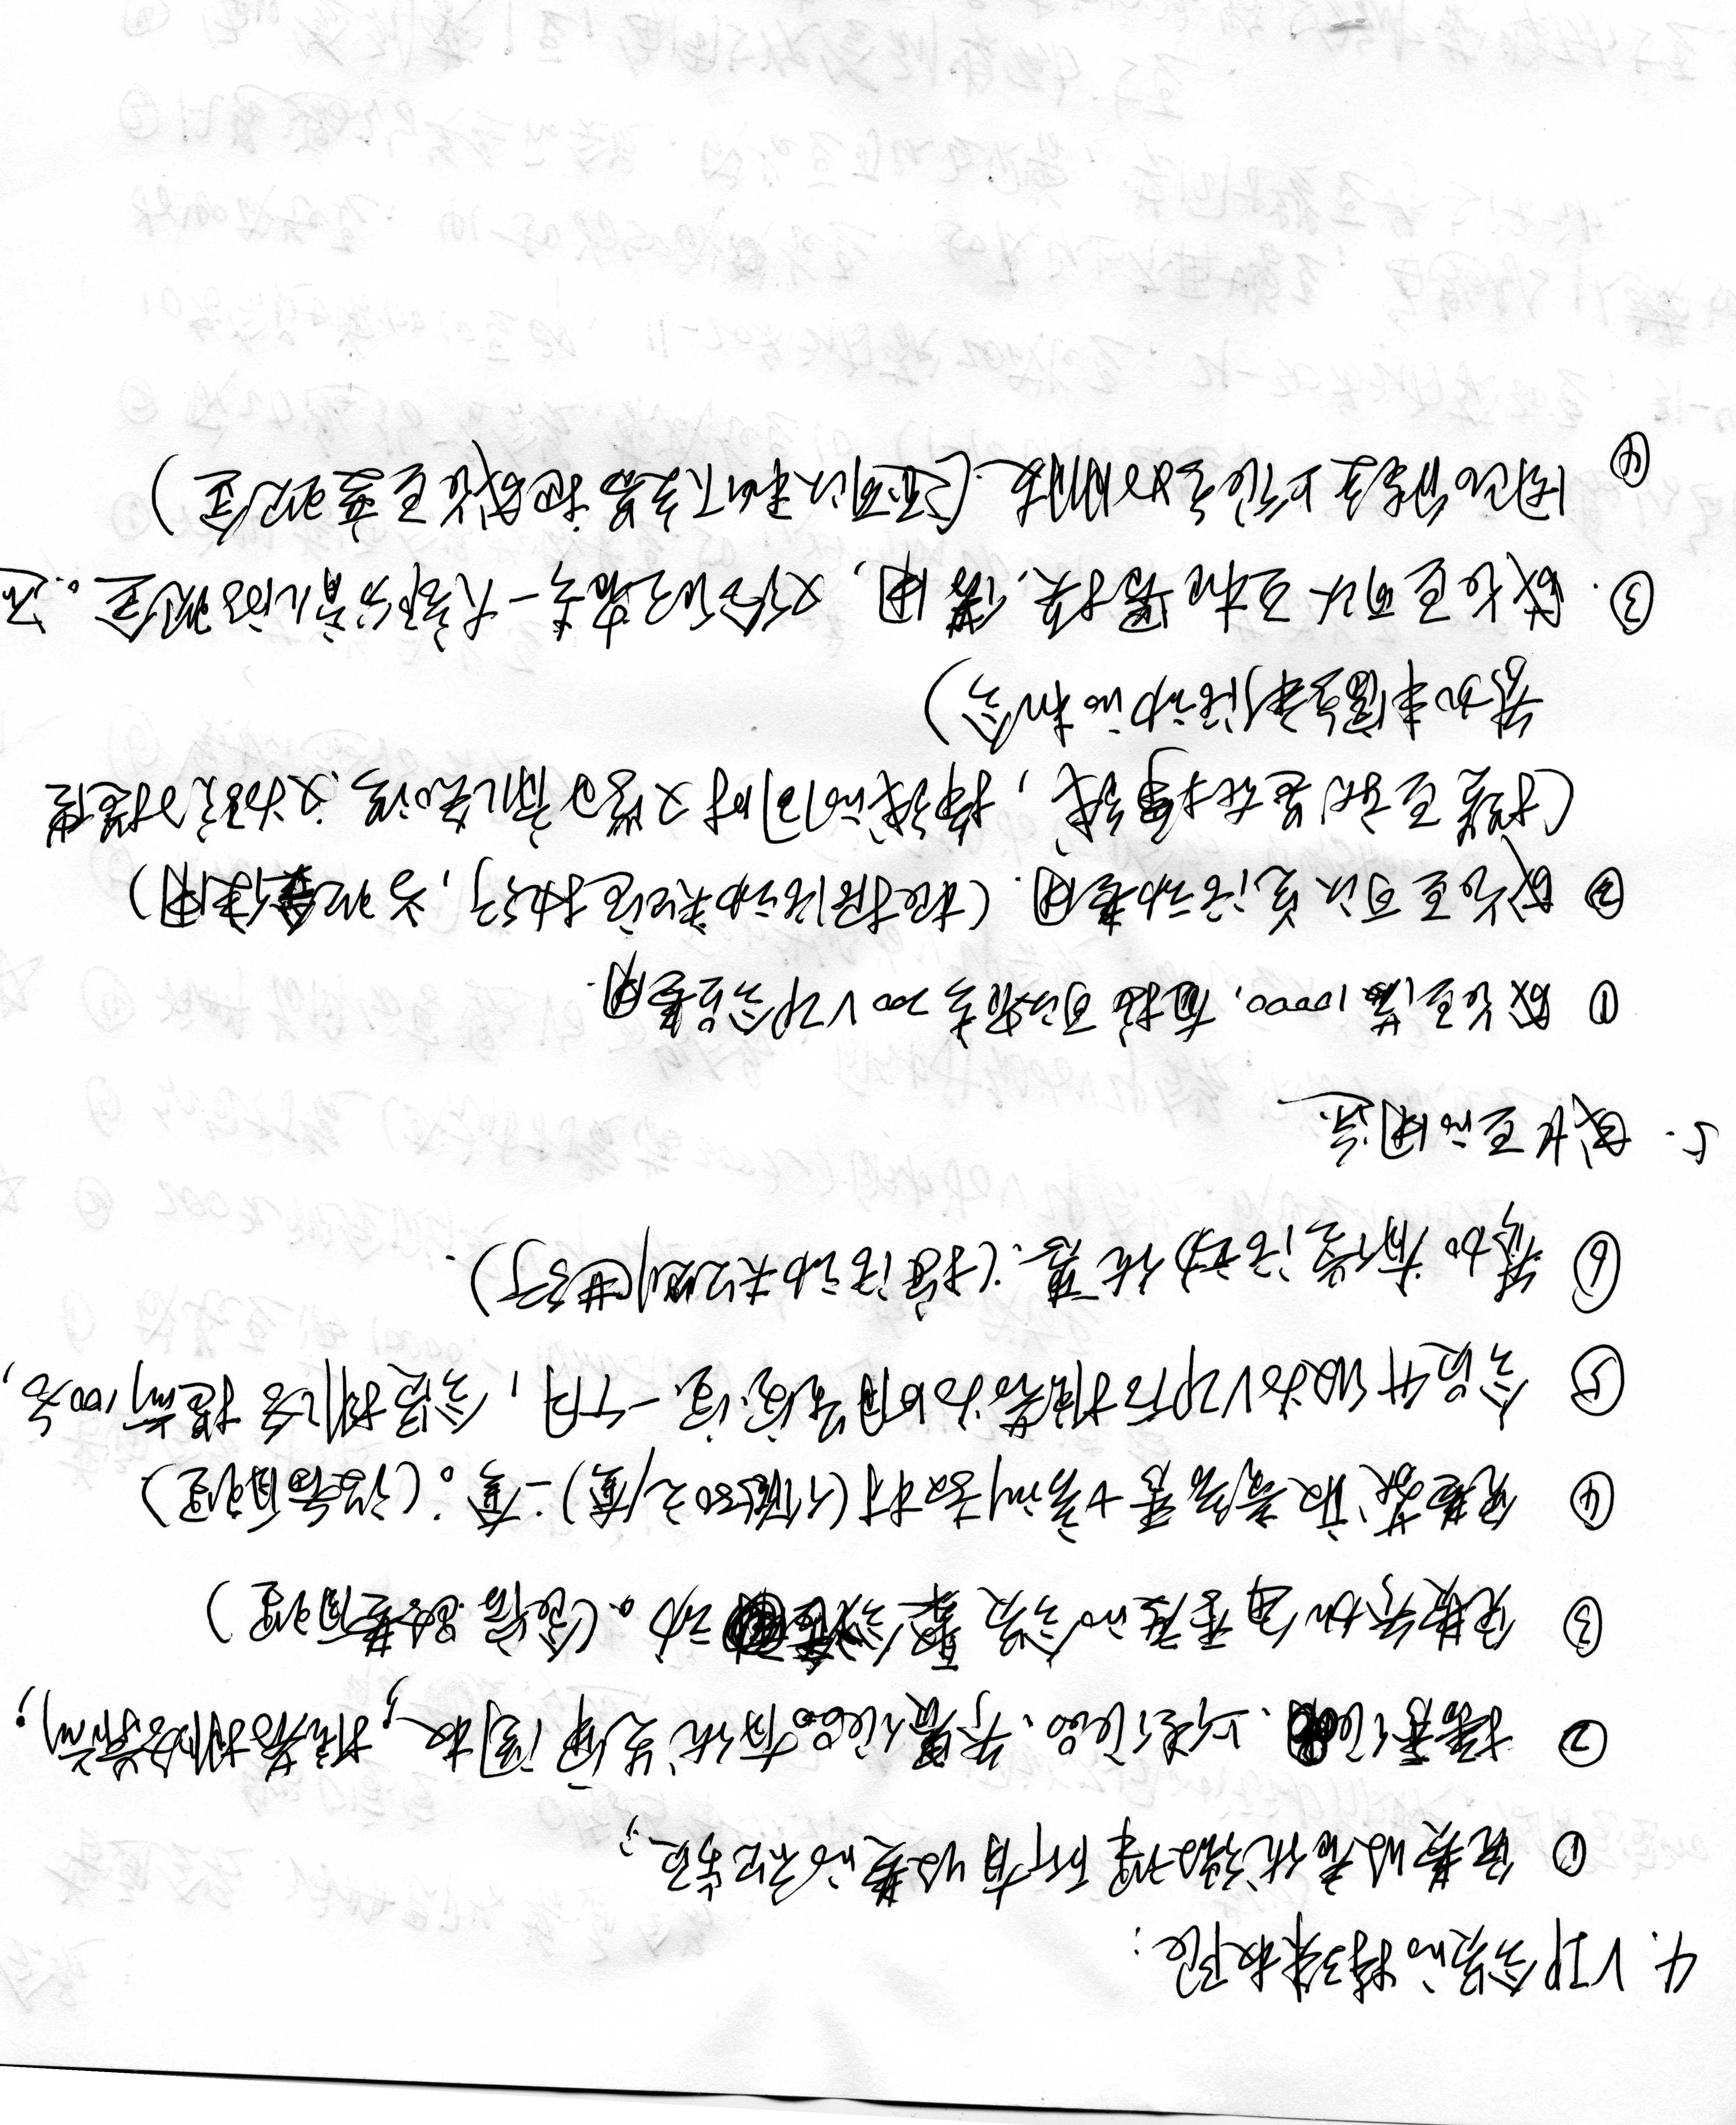 4. VIP会员的特殊权限:
① 免费收看优微课所有收费的视频;
② 播秀作品、上传作品、参赛作品有优先审阅权,推荐排名靠前;
③ 免费参加每季度的会员聚会活动。(食宿路费自理)
④ 免费获取童音秀培训教材(价值580元/套)一套。(设备自理)
⑤ 会员升级为VIP后推荐为明星宝宝一个月,会员排名提前100名,
⑥ 参加有偿活动优惠.(按活动规则进行).
5. 成长豆的用途
① 成长豆满10000,直接可以省去200VIP会员费用.
② 成长豆可以兑活动费用.(根据活动规定执行,当现金使用)
(攒豆就是在挣钱,挣钱的同时又学习育儿知识、又为孩子提供
参加丰富多彩活动的机会)
③. 成长豆可以互相置换.借用,又给你省去一大部分育儿的现金。还
④ 因此能交上很多好朋友.(还可以私下交易把成长豆变现金)